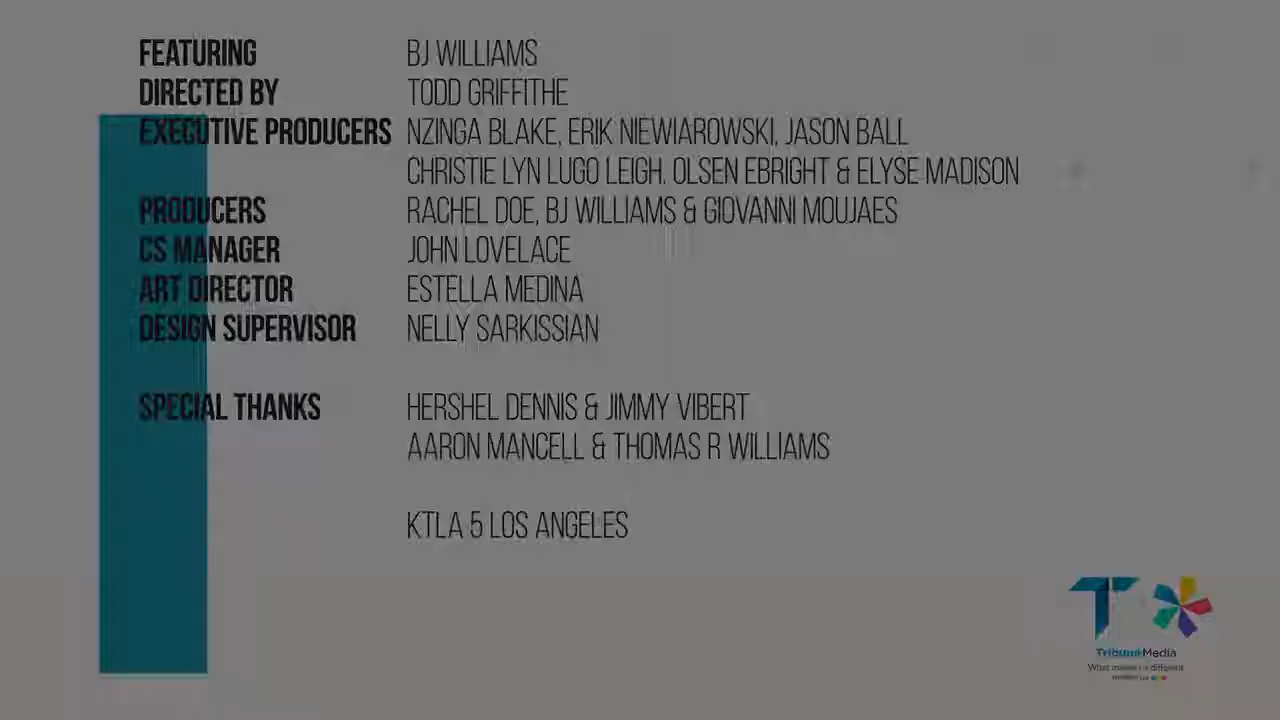 FEATURING BJ WILLIAMS
DIRECTED BY TODD GRIFFITHE
EXECUTIVE PRODUCERS NZINGA BLAKE, ERIK NIEWIAROWSKI, JASON BALL
CHRISTIE LYN LUGO LEIGH. OLSEN EBRIGHT & ELYSE MADISON
PRODUCERS RACHEL DOE, BJ WILLIAMS & GIOVANNI MOUJAES
CS MANAGER JOHN LOVELACE
ART DIRECTOR ESTELLA MEDINA
DESIGN SUPERVISOR NELLY SARKISSIAN
SPECIAL THANKS HERSHEL DENNIS & JIMMY VIBERT
AARON MANCELL & THOMAS R WILLIAMS
KTLA 5 LOS ANGELES
TribuneMedia
What makes different